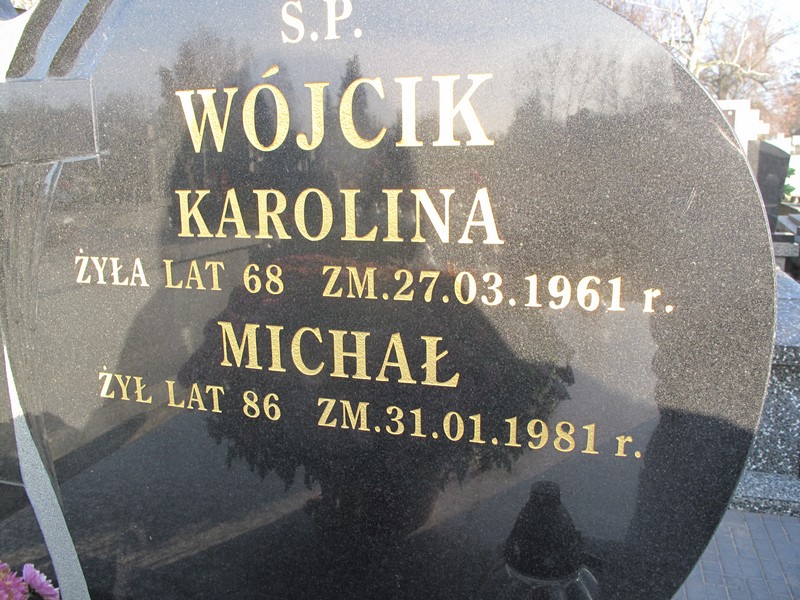 Ś.P.
WÓJCIK
KAROLINA
ŻYŁA LAT 68 ZM.27.03.1961 r.
MICHAŁ
ŻYŁ LAT 86 ZM.31.01.1981 r.